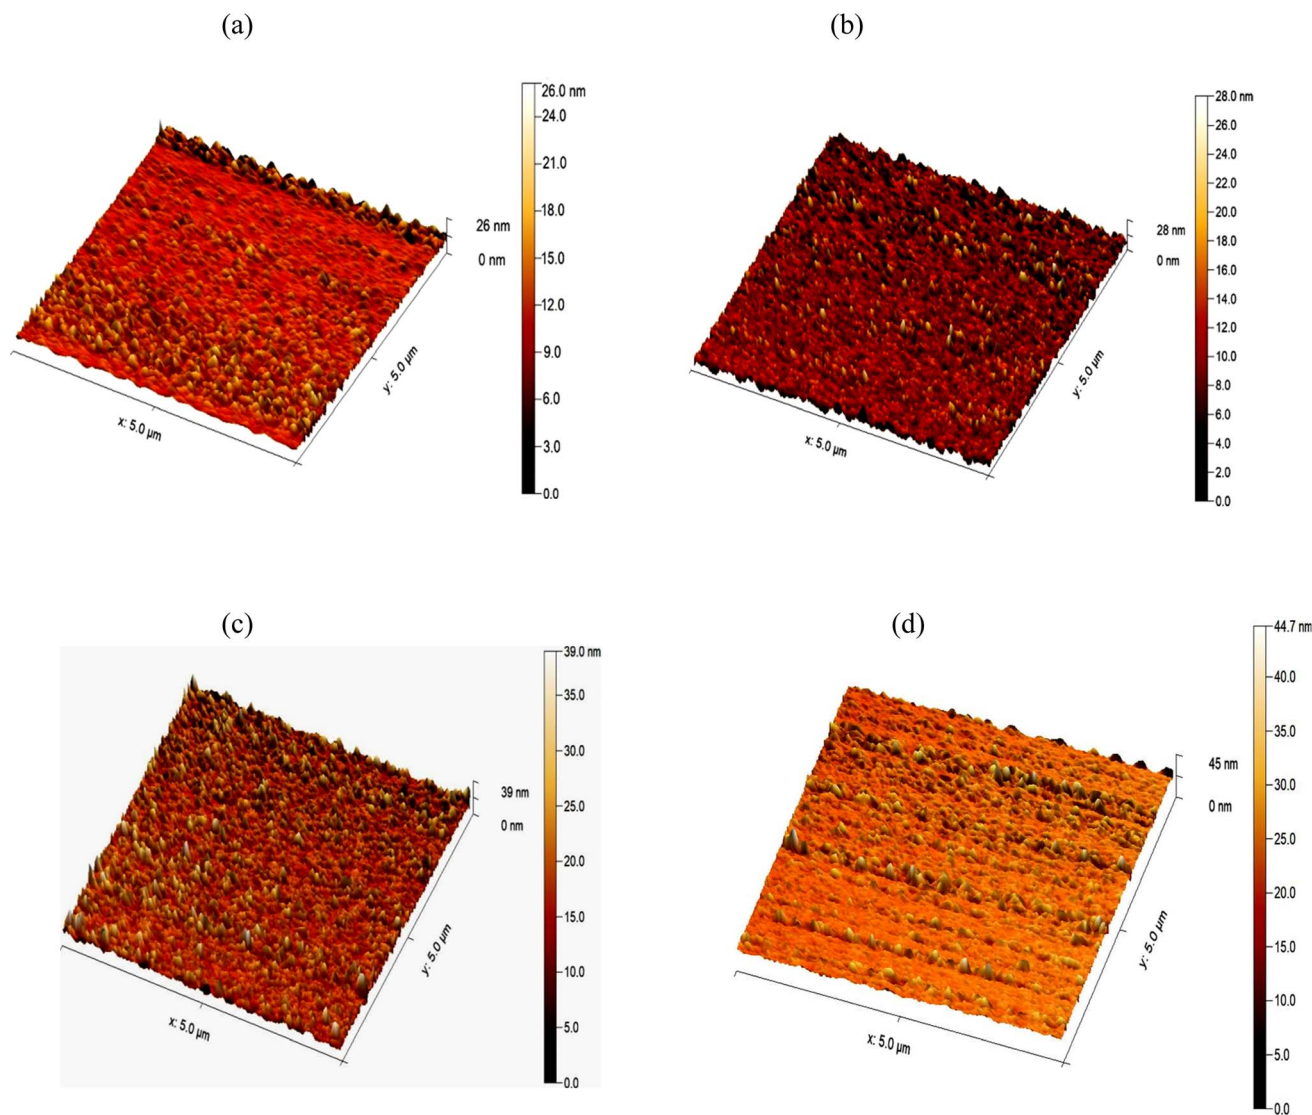 (a)
26.0 nm
24.0
21.0
18.0
15.0
12.0
9.0
6.0
3.0
0.0
26 nm
0 nm
x: 5.0 µm
y: 5.0 µm
(b)
28.0 nm
26.0
24.0
22.0
20.0
18.0
16.0
14.0
12.0
10.0
8.0
6.0
4.0
2.0
0.0
28 nm
0 nm
x: 5.0 µm
y: 5.0 µm
(c)
39.0 nm
35.0
30.0
25.0
20.0
15.0
10.0
5.0
0.0
39 nm
0 nm
x: 5.0 µm
y: 5.0 µm
(d)
44.7 nm
40.0
35.0
30.0
25.0
20.0
15.0
10.0
5.0
0.0
45 nm
0 nm
x: 5.0 µm
y: 5.0 µm